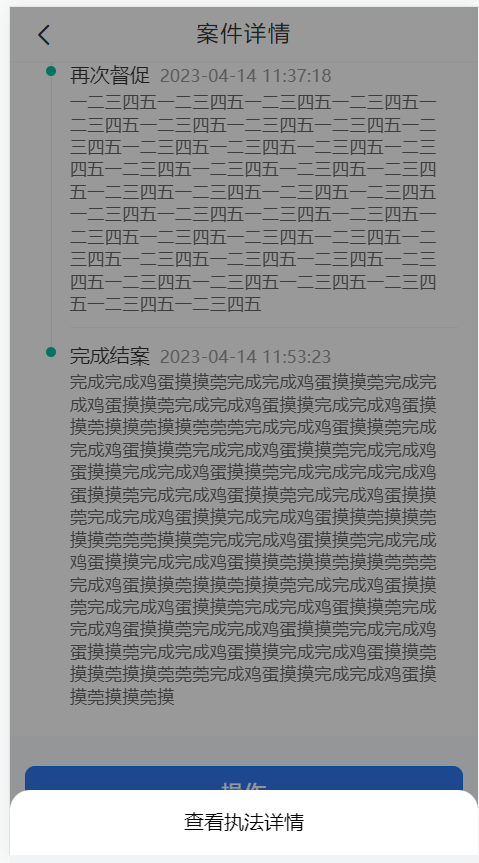 案件详情
再次督促 2023-04-14 11:37:18
一二三四五一二三四五一二三四五一二三四五一
二三四五一二三四五一二三四五一二三四五一二
三四五一二三四五一二三四五一二三四五一二三
四五一二三四五一二三四五一二三四五一二三四
五一二三四五一二三四五一二三四五一二三四五
一二三四五一二三四五一二三四五一二三四五一
二三四五一二三四五一二三四五一二三四五一二
三四五一二三四五一二三四五一二三四五一二三
四五一二三四五一二三四五一二三四五一二三四
五一二三四五一二三四五
完成结案 2023-04-14 11:53:23
完成完成鸡蛋摸摸莞完成完成鸡蛋摸摸莞完成完
成鸡蛋摸摸莞完成完成鸡蛋摸摸完成完成鸡蛋摸
摸莞摸摸莞摸摸莞莞莞完成完成鸡蛋摸摸莞完成
完成鸡蛋摸摸莞完成完成鸡蛋摸摸莞完成完成鸡
蛋摸摸完成完成鸡蛋摸摸莞完成完成完成完成鸡
蛋摸摸莞完成完成鸡蛋摸摸莞完成完成鸡蛋摸摸
莞完成完成鸡蛋摸摸完成完成鸡蛋摸摸莞摸摸莞
摸摸莞莞莞摸摸莞完成完成鸡蛋摸摸莞完成完成
鸡蛋摸摸完成完成鸡蛋摸摸莞摸摸莞摸摸莞莞莞
完成鸡蛋摸摸莞摸摸莞摸摸莞完成完成鸡蛋摸摸
莞完成完成鸡蛋摸摸莞完成完成鸡蛋摸摸莞完成
完成鸡蛋摸摸莞完成完成鸡蛋摸摸莞完成完成鸡
蛋摸摸莞完成完成鸡蛋摸摸完成完成鸡蛋摸摸莞
摸摸莞摸摸莞莞莞完成鸡蛋摸摸完成完成鸡蛋摸
摸莞摸摸莞摸
操作
查看执法详情